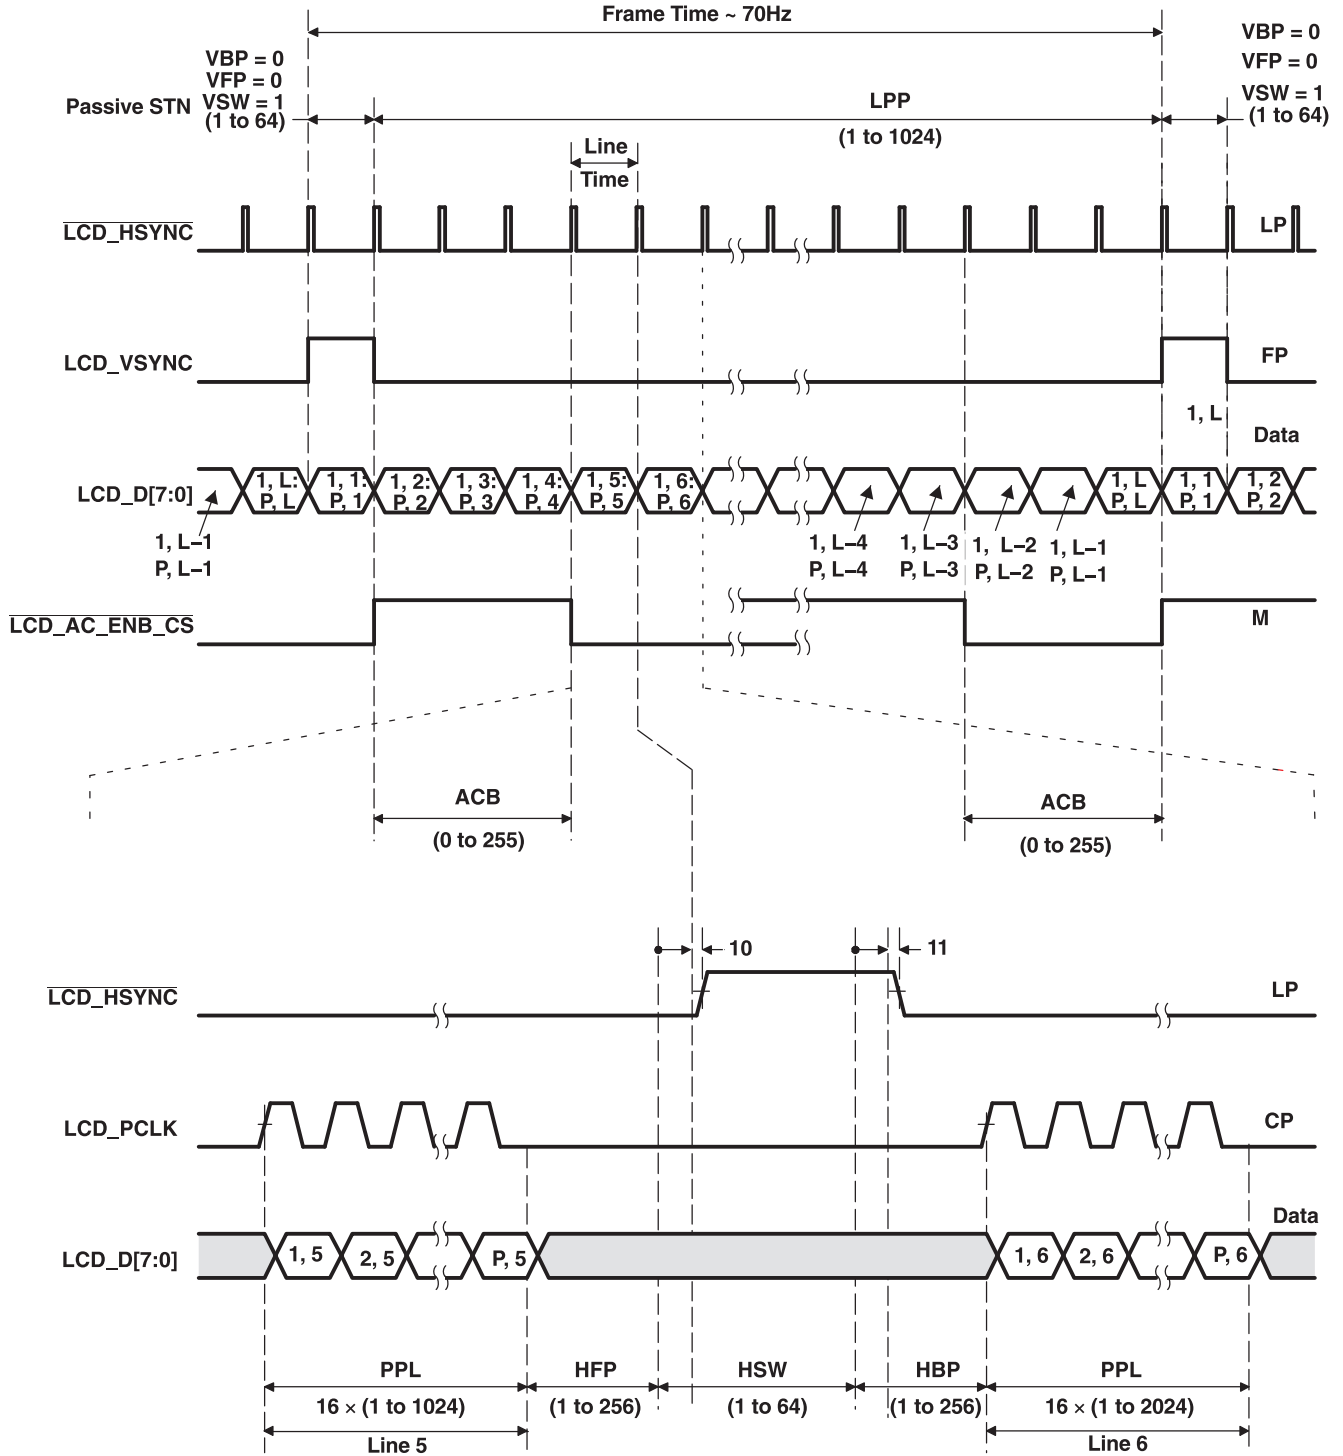 Frame Time ~ 70Hz
VBP = 0
VFP = 0
VSW = 1
(1 to 64)
VBP = 0
VFP = 0
VSW = 1
(1 to 64)
Passive STN
LPP
(1 to 1024)
Line
Time
LCD_HSYNC
LP
LCD_VSYNC
FP
1, L
Data
LCD_D[7:0]
1, L: P, L
1, 1: P, 1
1, 2: P, 2
1, 3: P, 3
1, 4: P, 4
1, 5: P, 5
1, 6: P, 6
1, L P, L
1, 1 P, 1
1, 2 P, 2
1, L–1
P, L–1
1, L–4
P, L–4
1, L–3
P, L–3
1, L–2
P, L–2
1, L–1
P, L–1
LCD_AC_ENB_CS
M
ACB
(0 to 255)
ACB
(0 to 255)
10
11
LCD_HSYNC
LP
LCD_PCLK
CP
Data
LCD_D[7:0]
1, 5
2, 5
P, 5
1, 6
2, 6
P, 6
PPL
HFP
HSW
HBP
PPL
16 × (1 to 1024)
(1 to 256)
(1 to 64)
(1 to 256)
16 × (1 to 2024)
Line 5
Line 6